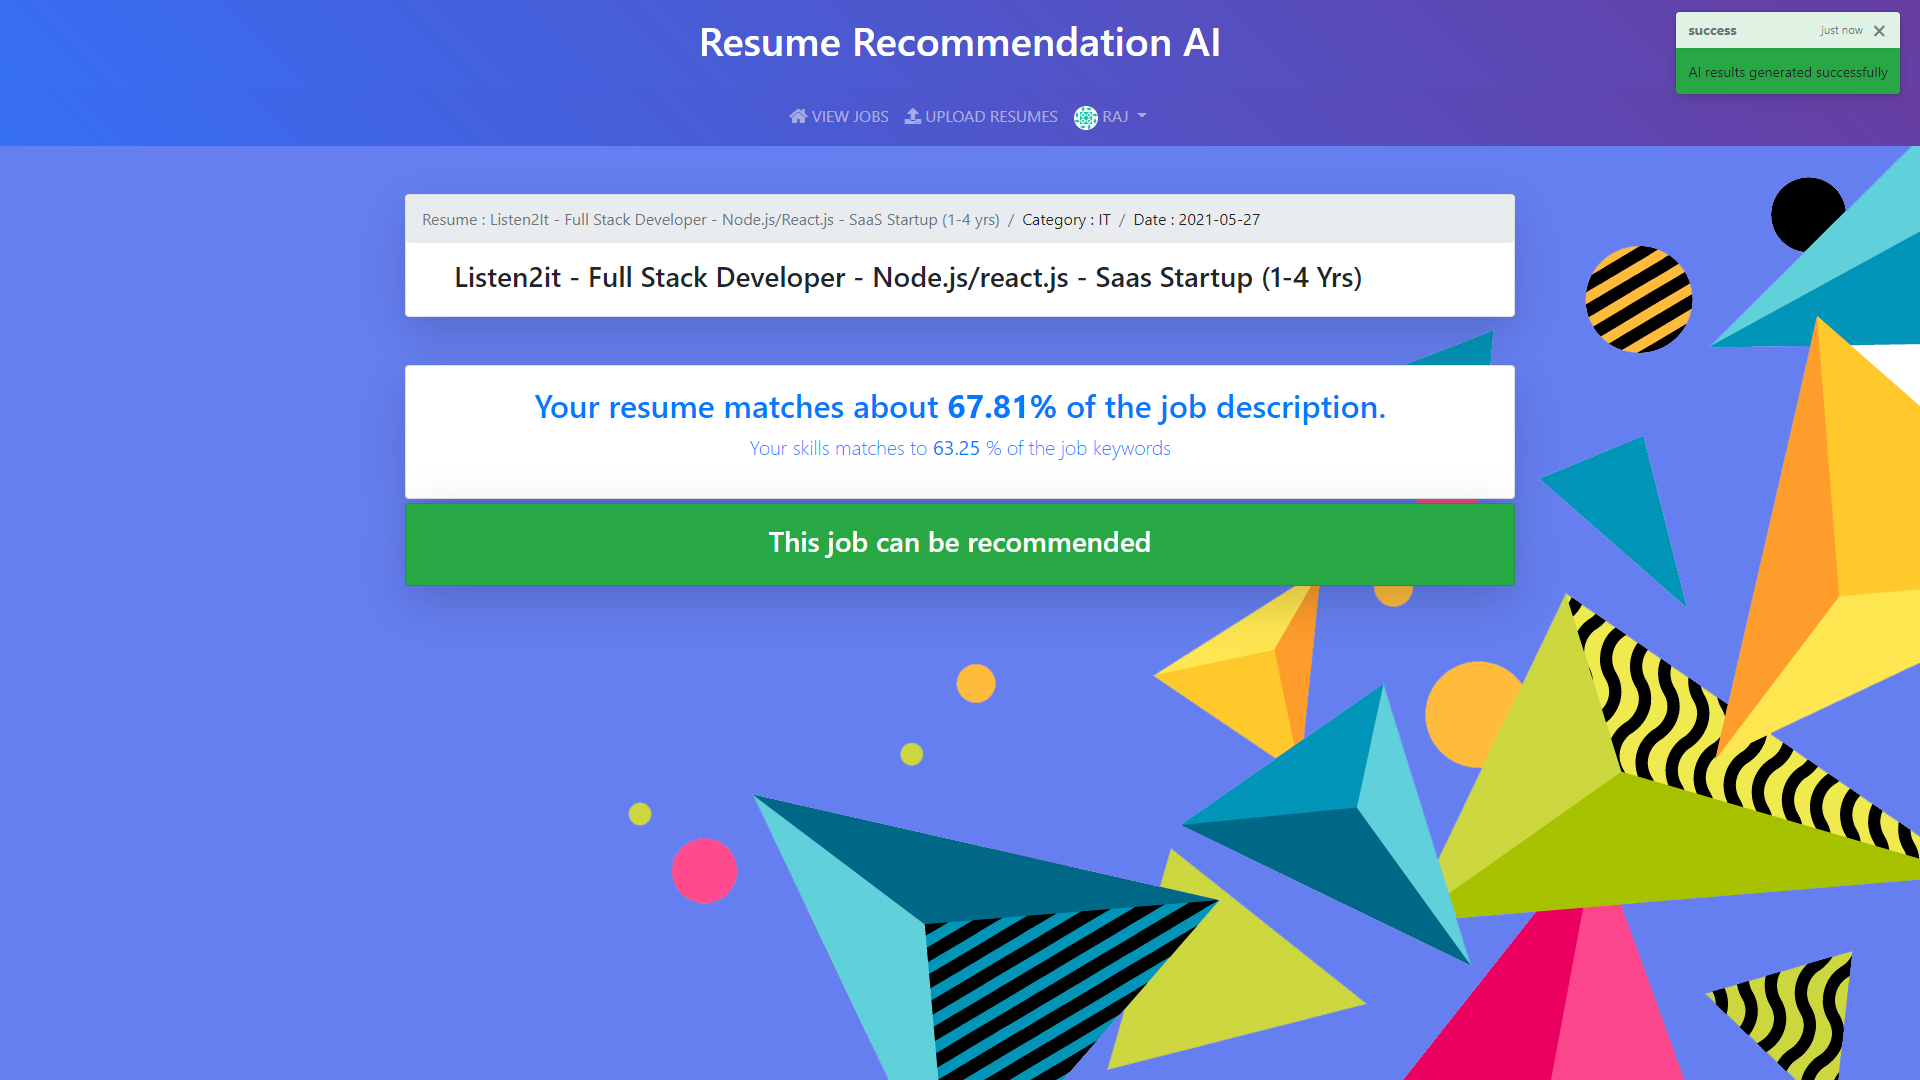 Resume Recommendation AI
success just now ×
AI results generated successfully
VIEW JOBS UPLOAD RESUMES RAJ
Resume : Listen2It - Full Stack Developer - Node.js/React.js - SaaS Startup (1-4 yrs) / Category : IT / Date : 2021-05-27
Listen2it - Full Stack Developer - Node.js/react.js - Saas Startup (1-4 Yrs)
Your resume matches about 67.81% of the job description.
Your skills matches to 63.25 % of the job keywords
This job can be recommended